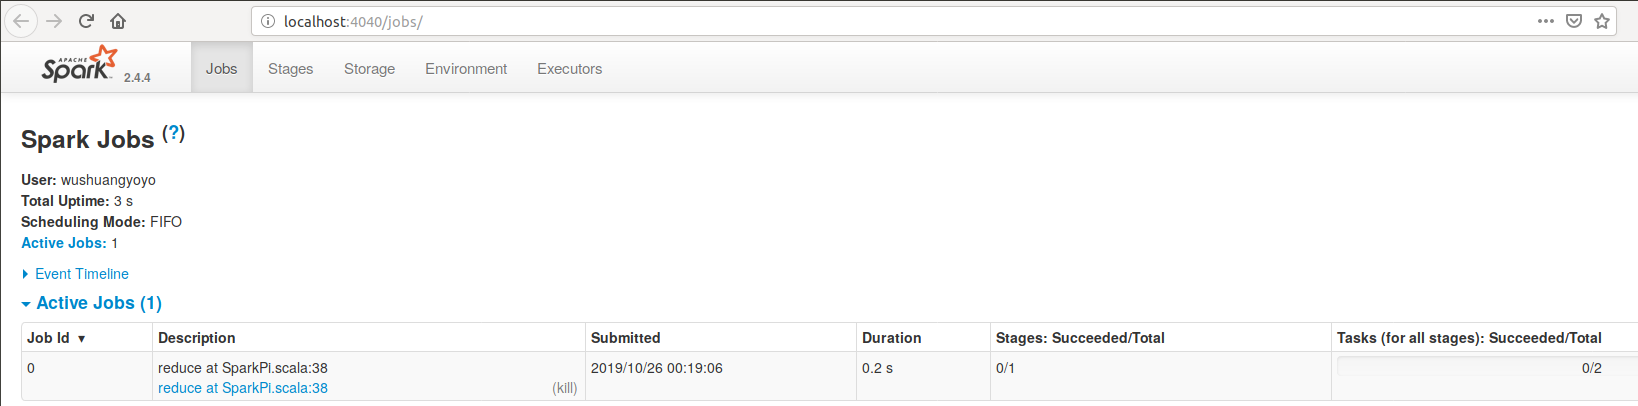 localhost:4040/jobs/
APACHE Spark 2.4.4 Jobs Stages Storage Environment Executors
Spark Jobs (?)
User: wushuangyoyo
Total Uptime: 3 s
Scheduling Mode: FIFO
Active Jobs: 1
Event Timeline
Active Jobs (1)
Job Id ▼ Description Submitted Duration Stages: Succeeded/Total Tasks (for all stages): Succeeded/Total
0 reduce at SparkPi.scala:38 2019/10/26 00:19:06 0.2 s 0/1 0/2
reduce at SparkPi.scala:38 (kill)